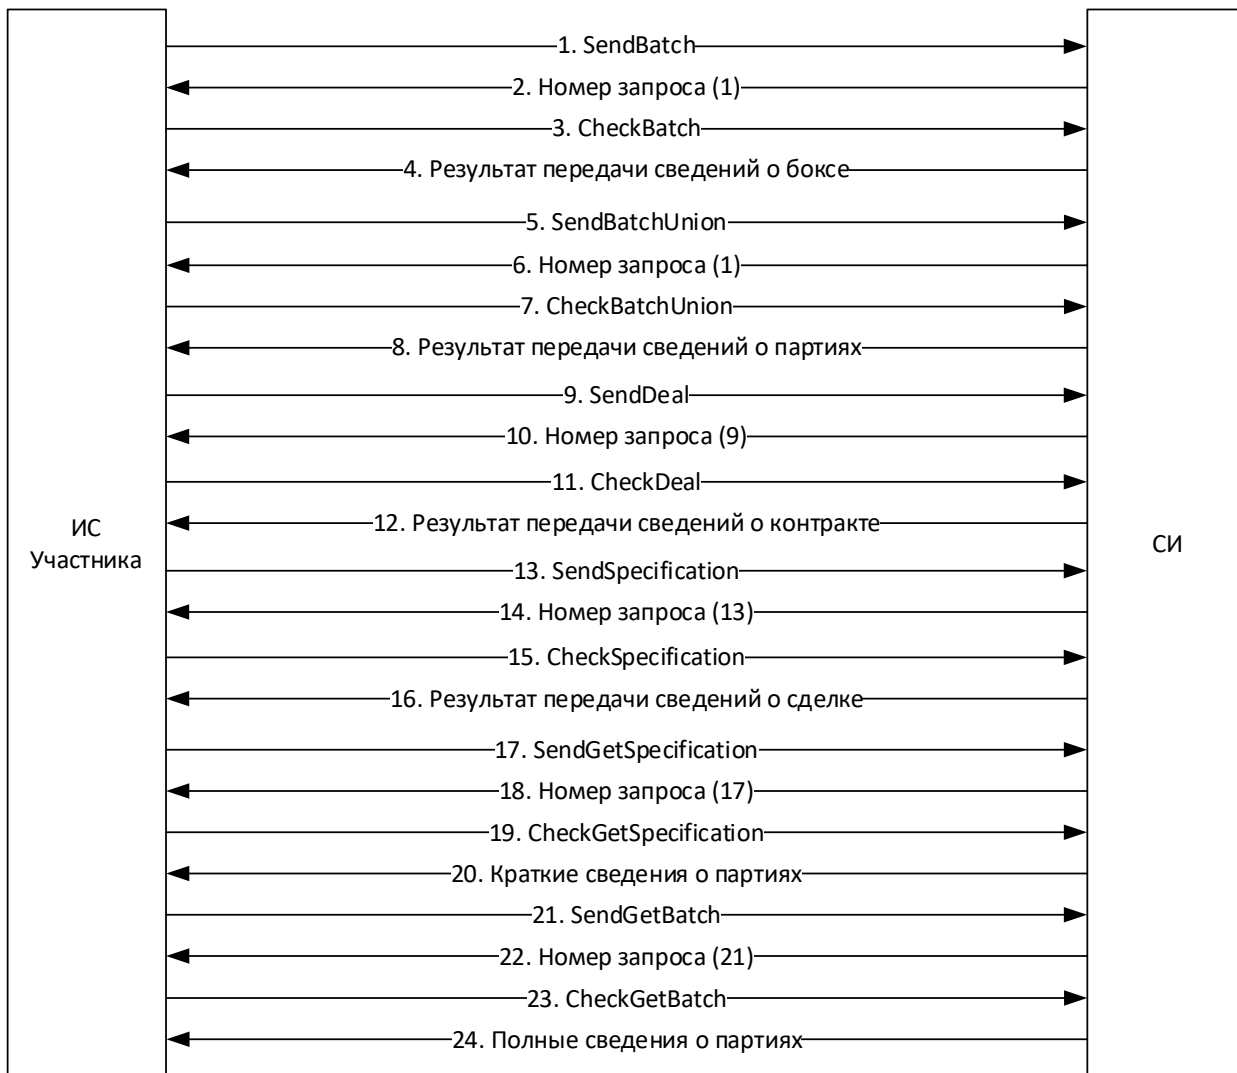 1. SendBatch
2. Номер запроса (1)
3. CheckBatch
4. Результат передачи сведений о боксе
5. SendBatchUnion
6. Номер запроса (1)
7. CheckBatchUnion
8. Результат передачи сведений о партиях
9. SendDeal
10. Номер запроса (9)
11. CheckDeal
12. Результат передачи сведений о контракте
ИС
Участника
СИ
13. SendSpecification
14. Номер запроса (13)
15. CheckSpecification
16. Результат передачи сведений о сделке
17. SendGetSpecification
18. Номер запроса (17)
19. CheckGetSpecification
20. Краткие сведения о партиях
21. SendGetBatch
22. Номер запроса (21)
23. CheckGetBatch
24. Полные сведения о партиях